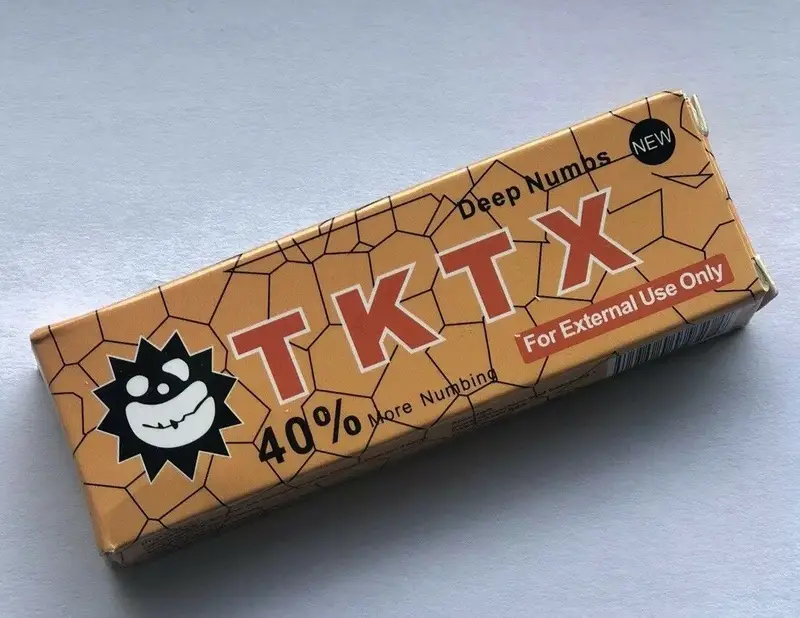 NEW
Deep Numbs
TKTX
For External Use Only
40% More Numbing